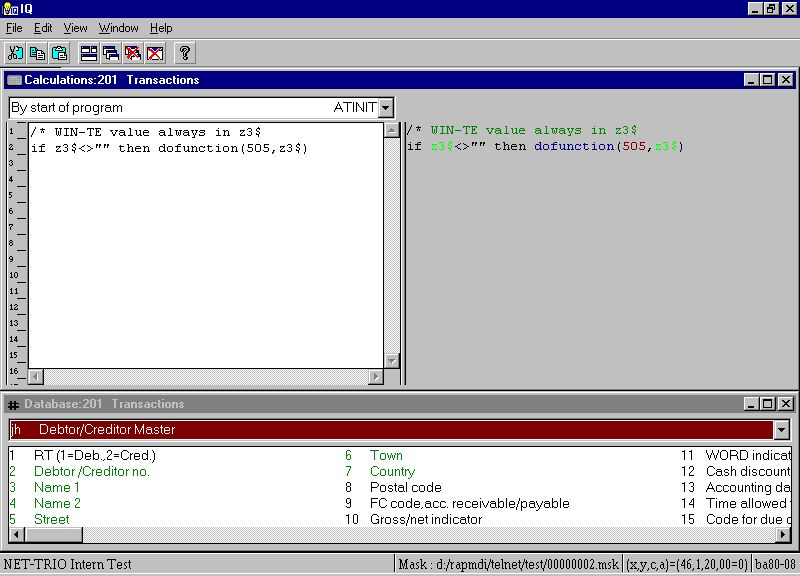 IQ
File Edit View Window Help
Calculations:201 Transactions
By start of program ATINIT
1 /* WIN-TE value always in z3$
2 if z3$<>"" then dofunction(505,z3$)
3
4
5
6
7
8
9
10
11
12
13
14
15
16
/* WIN-TE value always in z3$
if z3$<>"" then dofunction(505,z3$)
Database:201 Transactions
jh Debtor/Creditor Master
1 RT (1=Deb.,2=Cred.) 6 Town 11 WORD indicat
2 Debtor /Creditor no. 7 Country 12 Cash discount
3 Name 1 8 Postal code 13 Accounting da
4 Name 2 9 FC code,acc. receivable/payable 14 Time allowed
5 Street 10 Gross/net indicator 15 Code for due
NET-TRIO Intern Test Mask : d:/rapmdi/telnet/test/00000002.msk (x,y,c,a)=(46,1,20,00=0) ba80-08